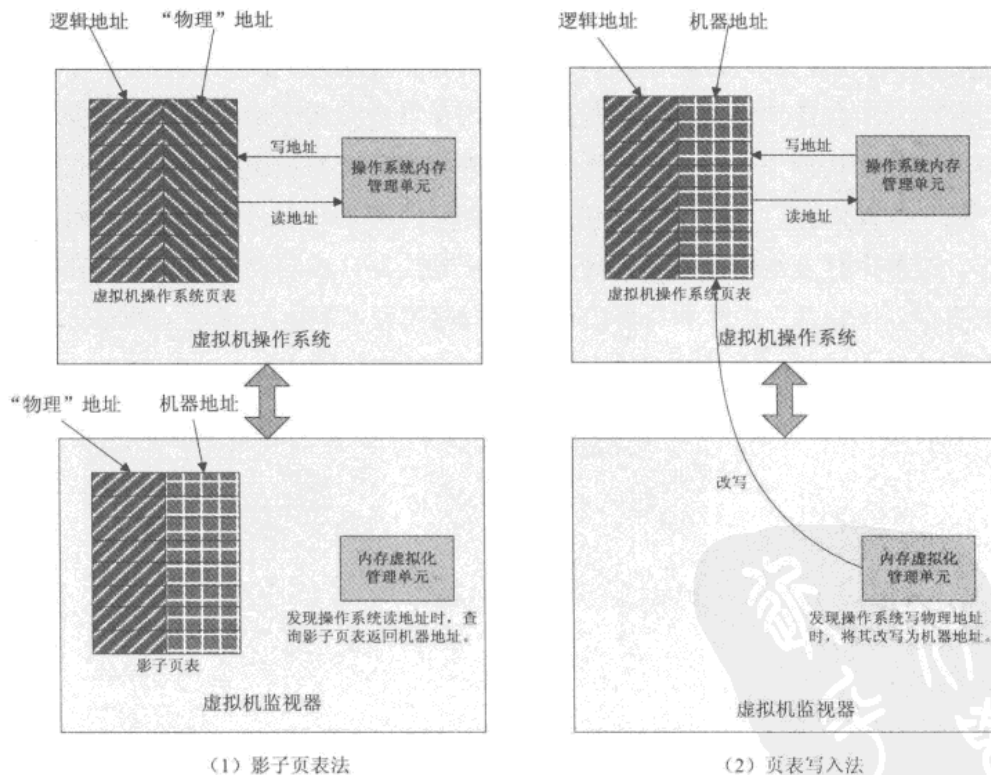 逻辑地址
“物理”地址
写地址
读地址
操作系统内存
管理单元
虚拟机操作系统页表
虚拟机操作系统
“物理”地址
机器地址
内存虚拟化
管理单元
发现操作系统读地址时，查
询影子页表返回机器地址。
影子页表
虚拟机监视器
（1）影子页表法
逻辑地址
机器地址
写地址
读地址
操作系统内存
管理单元
虚拟机操作系统页表
虚拟机操作系统
改写
内存虚拟化
管理单元
发现操作系统写物理地址
时，将其改写为机器地址。
虚拟机监视器
（2）页表写入法